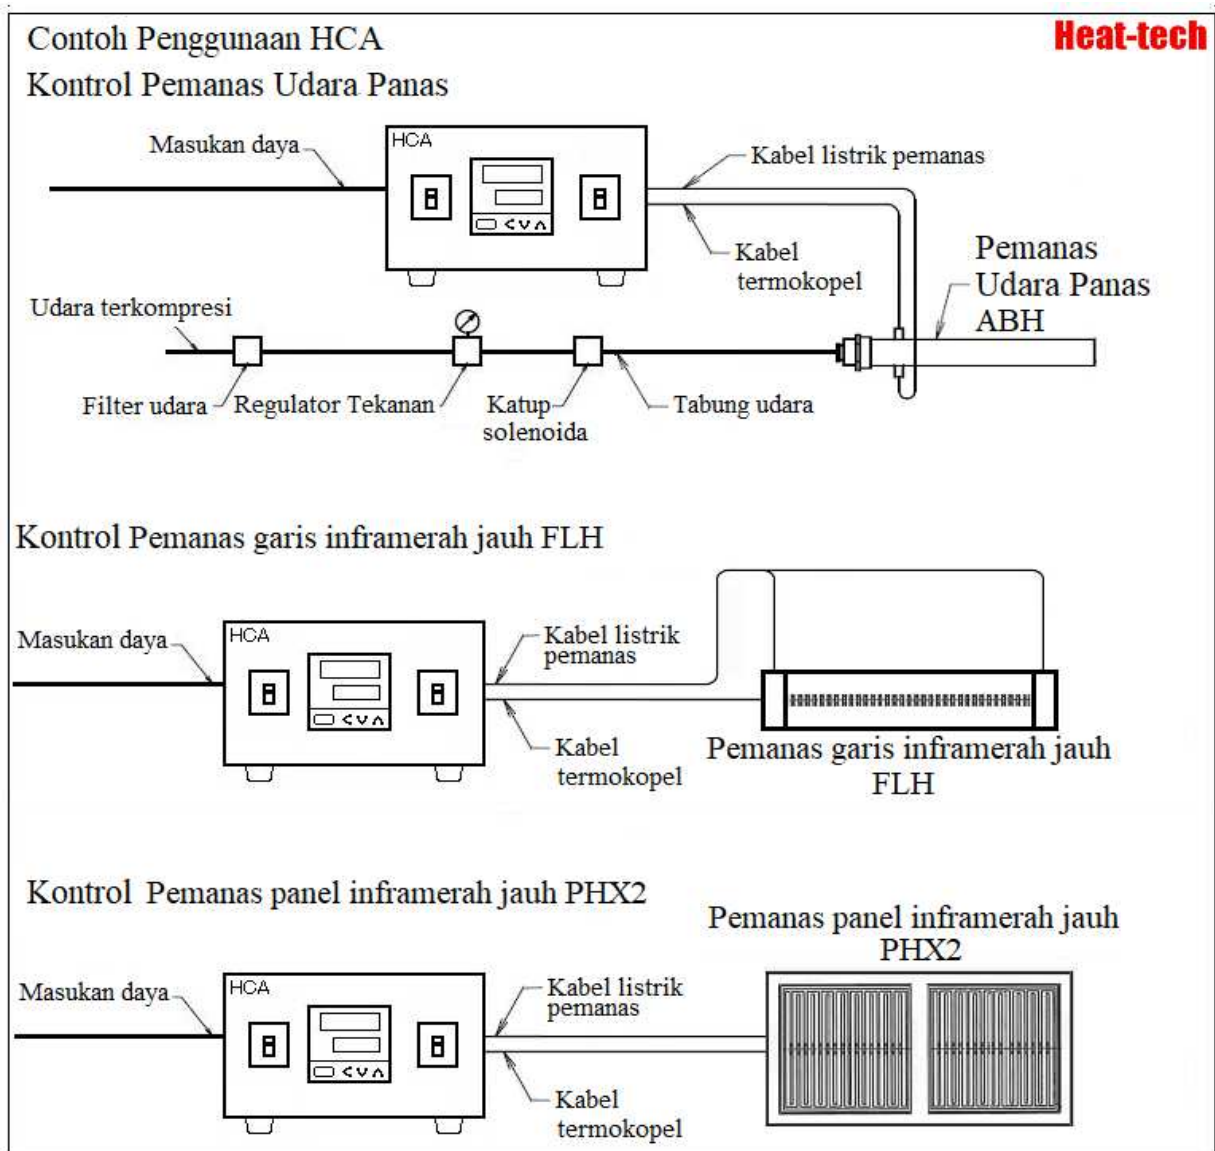 Contoh Penggunaan HCA
Heat-tech
Kontrol Pemanas Udara Panas
Masukan daya
HCA
Kabel listrik pemanas
Kabel
termokopel
Pemanas
Udara Panas
ABH
Udara terkompresi
Filter udara
Regulator Tekanan
Katup
solenoida
Tabung udara
Kontrol Pemanas garis inframerah jauh FLH
Masukan daya
HCA
Kabel listrik
pemanas
Kabel
termokopel
Pemanas garis inframerah jauh
FLH
Kontrol Pemanas panel inframerah jauh PHX2
Pemanas panel inframerah jauh
PHX2
Masukan daya
HCA
Kabel listrik
pemanas
Kabel
termokopel